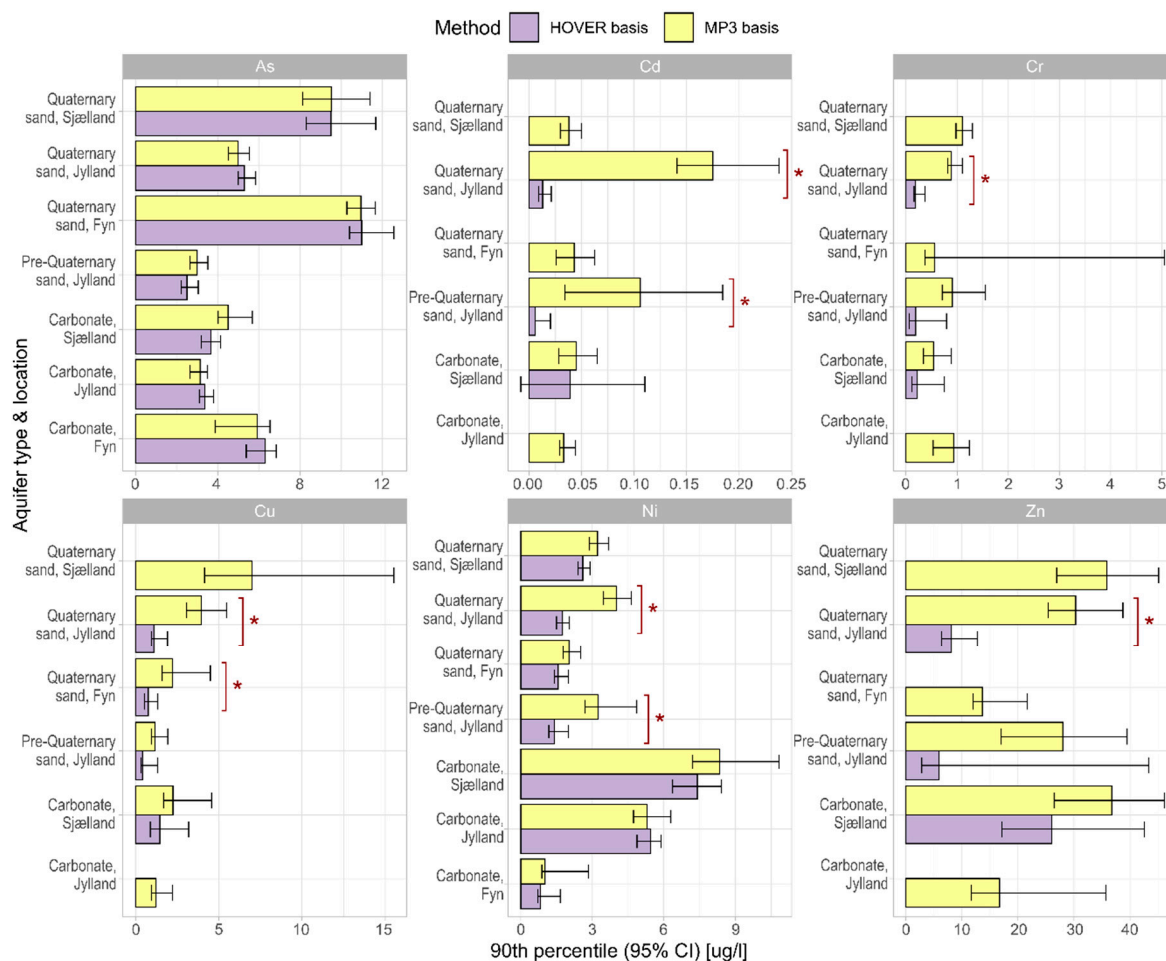 Method HOVER basis MP3 basis
Aquifer type & location
As
Quaternary
sand, Sjælland
Quaternary
sand, Jylland
Quaternary
sand, Fyn
Pre-Quaternary
sand, Jylland
Carbonate,
Sjælland
Carbonate,
Jylland
Carbonate,
Fyn
0 4 8 12
Cd
Quaternary
sand, Sjælland
Quaternary
sand, Jylland
*
Quaternary
sand, Fyn
Pre-Quaternary
sand, Jylland
*
Carbonate,
Sjælland
Carbonate,
Jylland
0.00 0.05 0.10 0.15 0.20 0.25
Cr
Quaternary
sand, Sjælland
Quaternary
sand, Jylland
*
Quaternary
sand, Fyn
Pre-Quaternary
sand, Jylland
Carbonate,
Sjælland
Carbonate,
Jylland
0 1 2 3 4 5
Cu
Quaternary
sand, Sjælland
Quaternary
sand, Jylland
*
Quaternary
sand, Fyn
*
Pre-Quaternary
sand, Jylland
Carbonate,
Sjælland
Carbonate,
Jylland
0 5 10 15
Ni
Quaternary
sand, Sjælland
Quaternary
sand, Jylland
*
Quaternary
sand, Fyn
Pre-Quaternary
sand, Jylland
*
Carbonate,
Sjælland
Carbonate,
Jylland
Carbonate,
Fyn
0 3 6 9
Zn
Quaternary
sand, Sjælland
Quaternary
sand, Jylland
*
Quaternary
sand, Fyn
Pre-Quaternary
sand, Jylland
Carbonate,
Sjælland
Carbonate,
Jylland
0 10 20 30 40
90th percentile (95% CI) [ug/l]